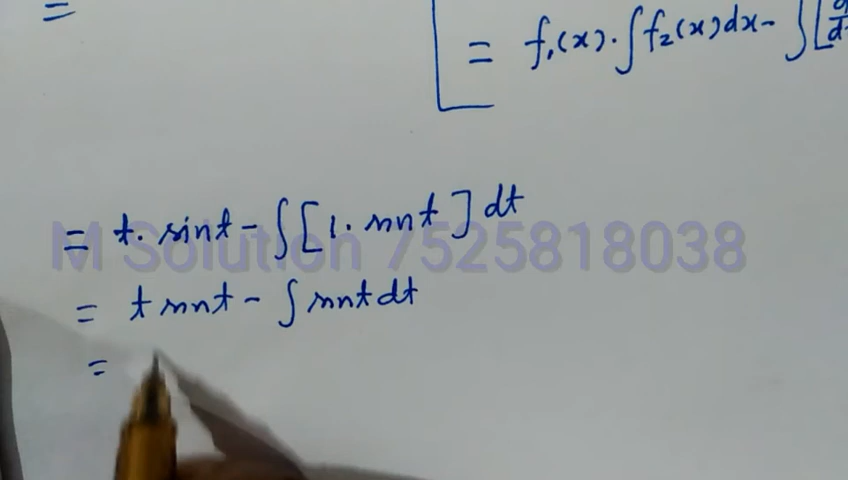 =
= f₁(x).∫f₂(x)dx-∫[d/d
= t. sint-∫[1. sint]dt
M Solution 7525818038
= t sint-∫sint dt
=